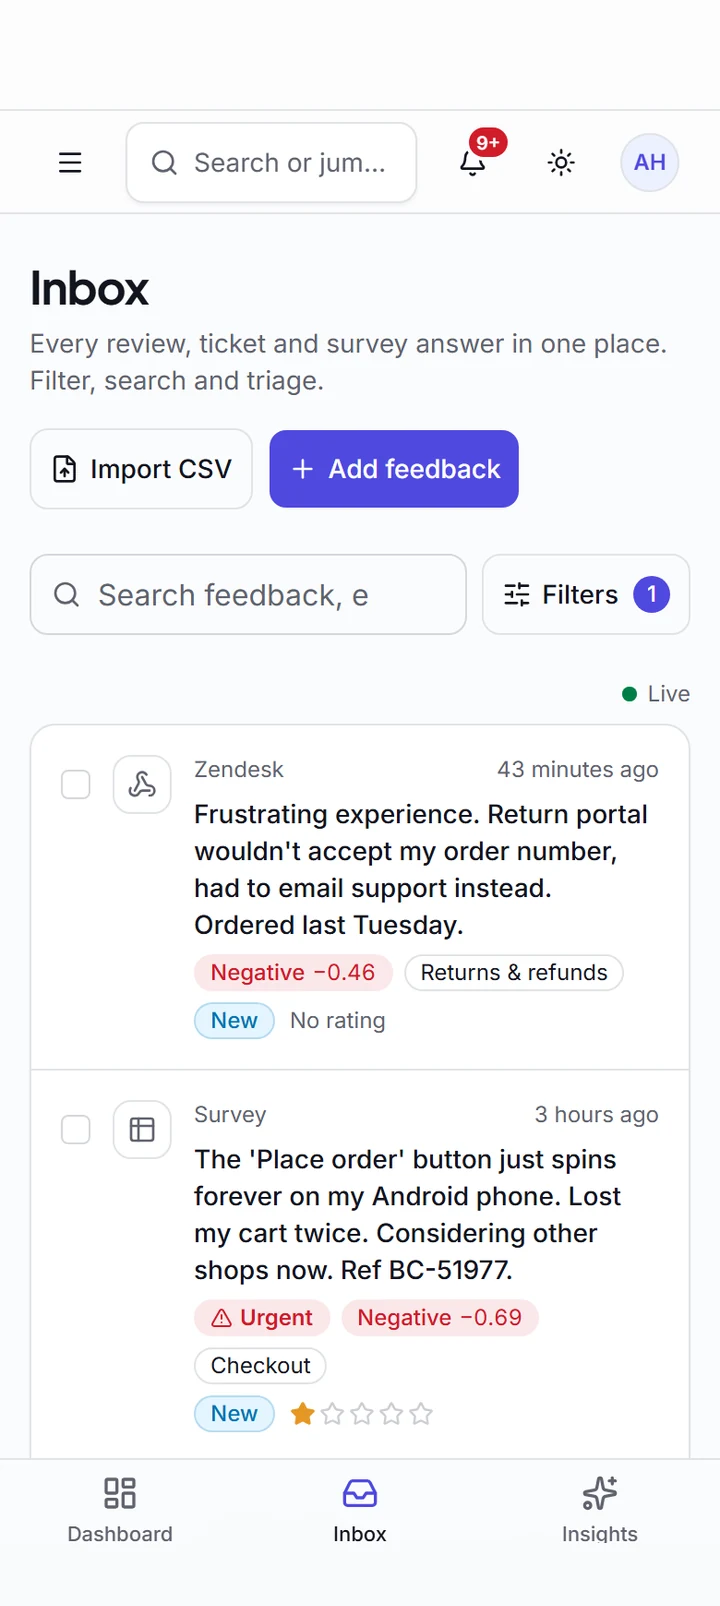 Search or jum...
9+
AH
Inbox
Every review, ticket and survey answer in one place.
Filter, search and triage.
Import CSV
Add feedback
Search feedback, e
Filters 1
Live
Zendesk 43 minutes ago
Frustrating experience. Return portal
wouldn't accept my order number,
had to email support instead.
Ordered last Tuesday.
Negative −0.46 Returns & refunds
New No rating
Survey 3 hours ago
The 'Place order' button just spins
forever on my Android phone. Lost
my cart twice. Considering other
shops now. Ref BC-51977.
Urgent Negative −0.69
Checkout
New
Dashboard Inbox Insights